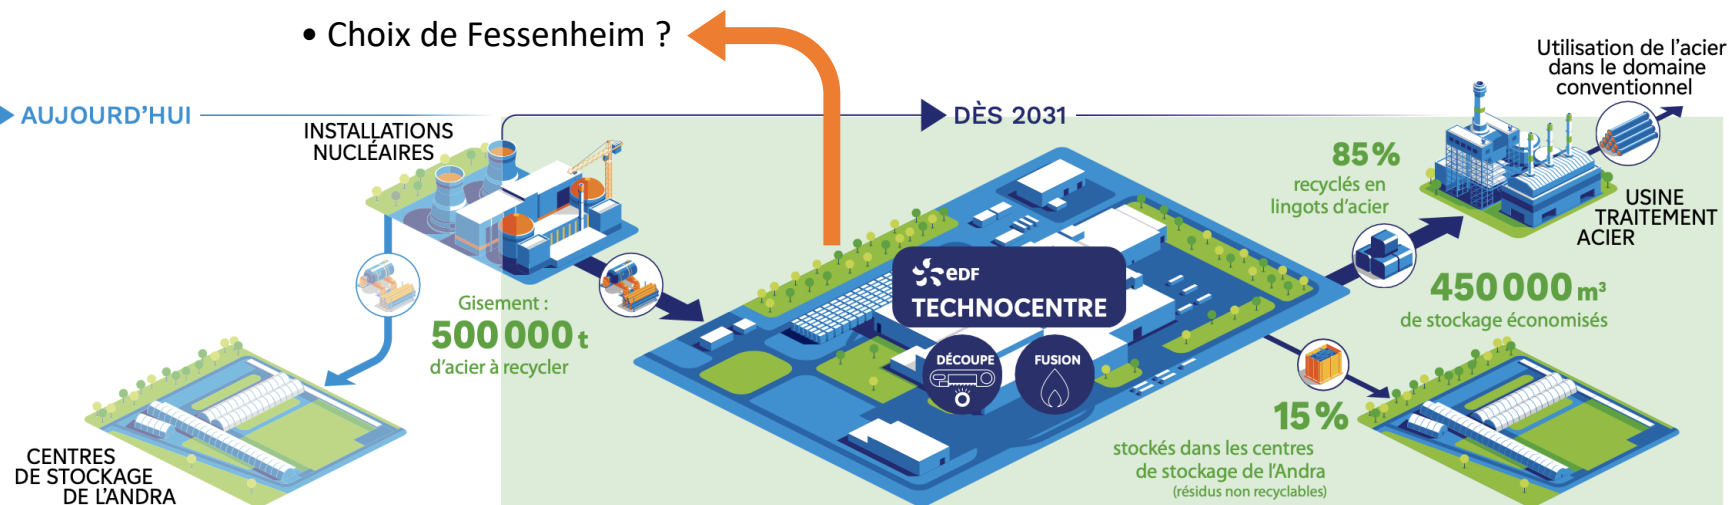 • Choix de Fessenheim ?
AUJOURD'HUI
INSTALLATIONS
NUCLÉAIRES
Gisement :
500 000 t
d'acier à recycler
CENTRES
DE STOCKAGE
DE L'ANDRA
DÈS 2031
eDF
TECHNOCENTRE
DÉCOUPE
FUSION
85 %
recyclés en
lingots d'acier
Utilisation de l'acier
dans le domaine
conventionnel
USINE
TRAITEMENT
ACIER
450 000 m³
de stockage économisés
15 %
stockés dans les centres
de stockage de l'Andra
(résidus non recyclables)